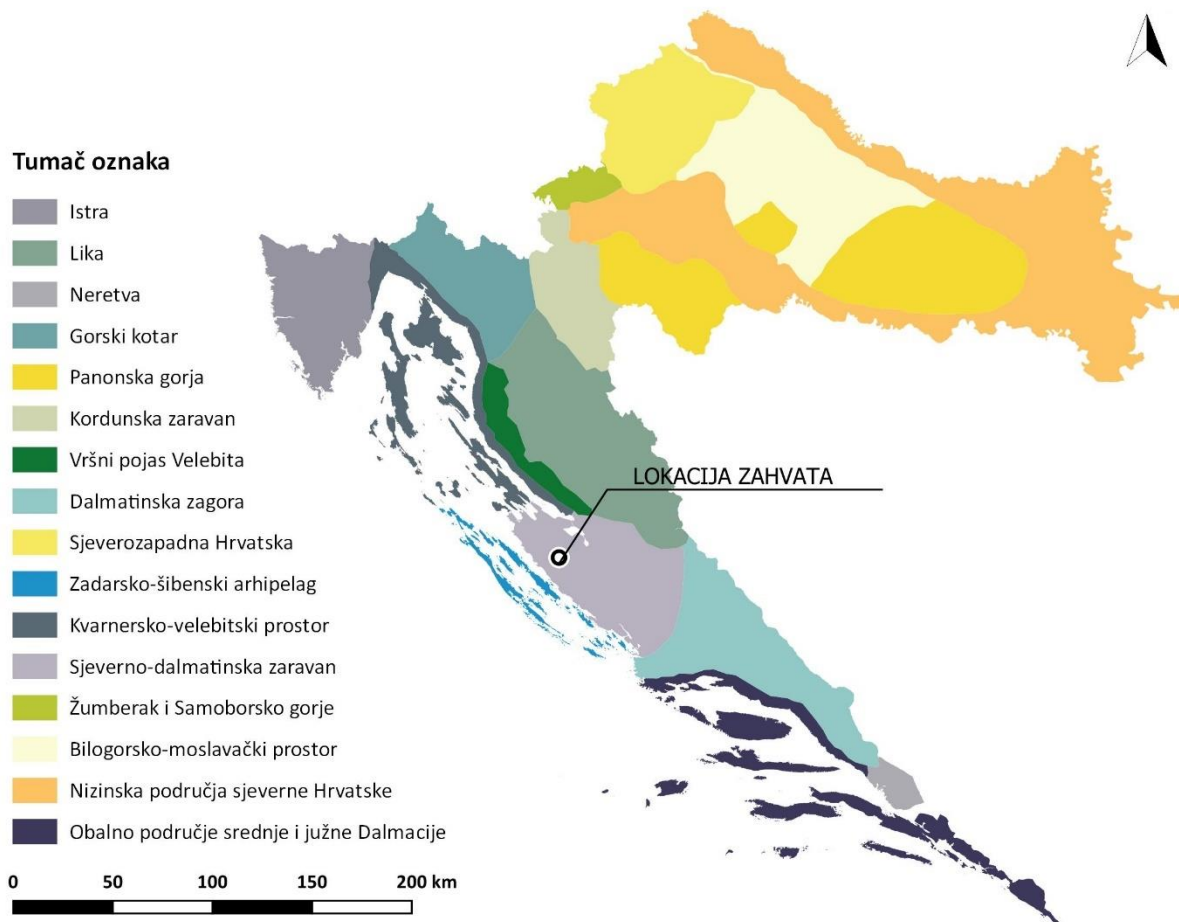 Tumač oznaka
Istra
Lika
Neretva
Gorski kotar
Panonska gorja
Kordunska zaravan
Vršni pojas Velebita
Dalmatinska zagora
Sjeverozapadna Hrvatska
Zadarsko-šibenski arhipelag
Kvarnersko-velebitski prostor
Sjeverno-dalmatinska zaravan
Žumberak i Samoborsko gorje
Bilogorsko-moslavački prostor
Nizinska područja sjeverne Hrvatske
Obalno područje srednje i južne Dalmacije
0 50 100 150 200 km
LOKACIJA ZAHVATA